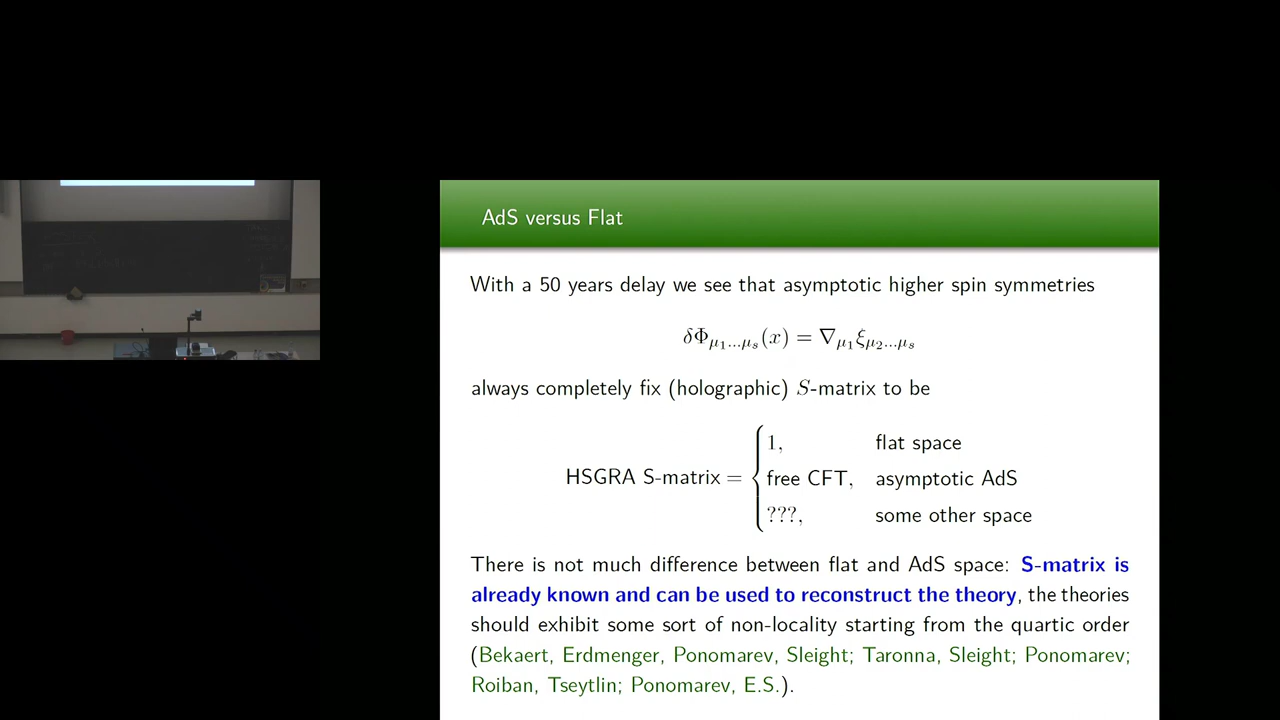 AdS versus Flat
With a 50 years delay we see that asymptotic higher spin symmetries
δΦ_{μ₁...μₛ}(x) = ∇_{μ₁}ξ_{μ₂...μₛ}
always completely fix (holographic) S-matrix to be
HSGRA S-matrix = { 1, flat space
free CFT, asymptotic AdS
???, some other space
There is not much difference between flat and AdS space: S-matrix is
already known and can be used to reconstruct the theory, the theories
should exhibit some sort of non-locality starting from the quartic order
(Bekaert, Erdmenger, Ponomarev, Sleight; Taronna, Sleight; Ponomarev;
Roiban, Tseytlin; Ponomarev, E.S.).